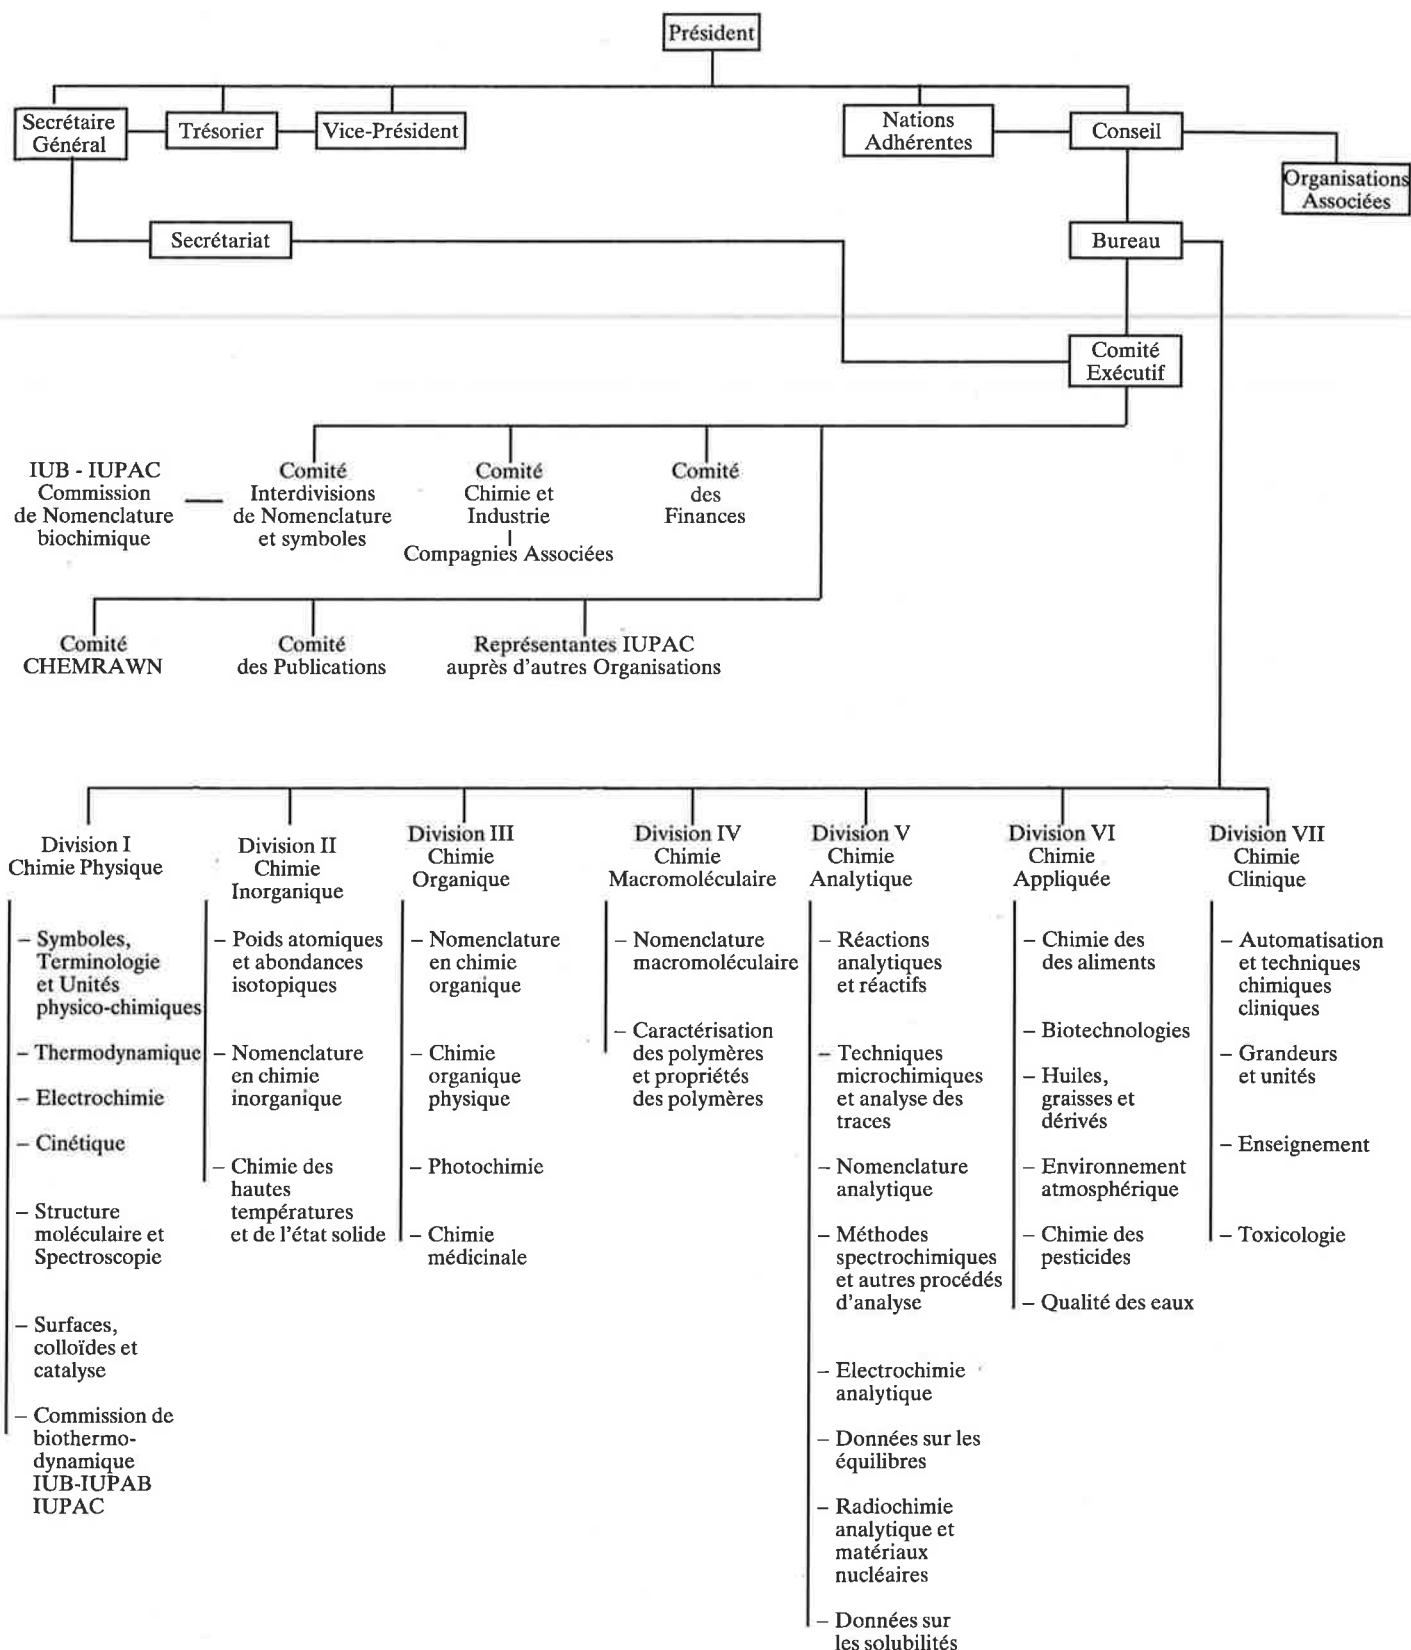 Président
Secrétaire
Général
Trésorier
Vice-Président
Nations
Adhérentes
Conseil
Organisations
Associées
Secrétariat
Bureau
Comité
Exécutif
IUB - IUPAC
Commission
de Nomenclature
biochimique
Comité
Interdivisions
de Nomenclature
et symboles
Comité
Chimie et
Industrie
Compagnies Associées
Comité
des
Finances
Comité
CHEMRAWN
Comité
des Publications
Représentantes IUPAC
auprès d'autres Organisations
Division I
Chimie Physique
– Symboles,
Terminologie
et Unités
physico-chimiques
– Thermodynamique
– Electrochimie
– Cinétique
– Structure
moléculaire et
Spectroscopie
– Surfaces,
colloïdes et
catalyse
– Commission de
biothermo-
dynamique
IUB-IUPAB
IUPAC
Division II
Chimie
Inorganique
– Poids atomiques
et abondances
isotopiques
– Nomenclature
en chimie
inorganique
– Chimie des
hautes
températures
et de l'état solide
Division III
Chimie
Organique
– Nomenclature
en chimie
organique
– Chimie
organique
physique
– Photochimie
– Chimie
médicinale
Division IV
Chimie
Macromoléculaire
– Nomenclature
macromoléculaire
– Caractérisation
des polymères
et propriétés
des polymères
Division V
Chimie
Analytique
– Réactions
analytiques
et réactifs
– Techniques
microchimiques
et analyse des
traces
– Nomenclature
analytique
– Méthodes
spectrochimiques
et autres procédés
d'analyse
– Electrochimie
analytique
– Données sur les
équilibres
– Radiochimie
analytique et
matériaux
nucléaires
– Données sur
les solubilités
Division VI
Chimie
Appliquée
– Chimie des
des aliments
– Biotechnologies
– Huiles,
graisses et
dérivés
– Environnement
atmosphérique
– Chimie des
pesticides
– Qualité des eaux
Division VII
Chimie
Clinique
– Automatisation
et techniques
chimiques
cliniques
– Grandeurs
et unités
– Enseignement
– Toxicologie